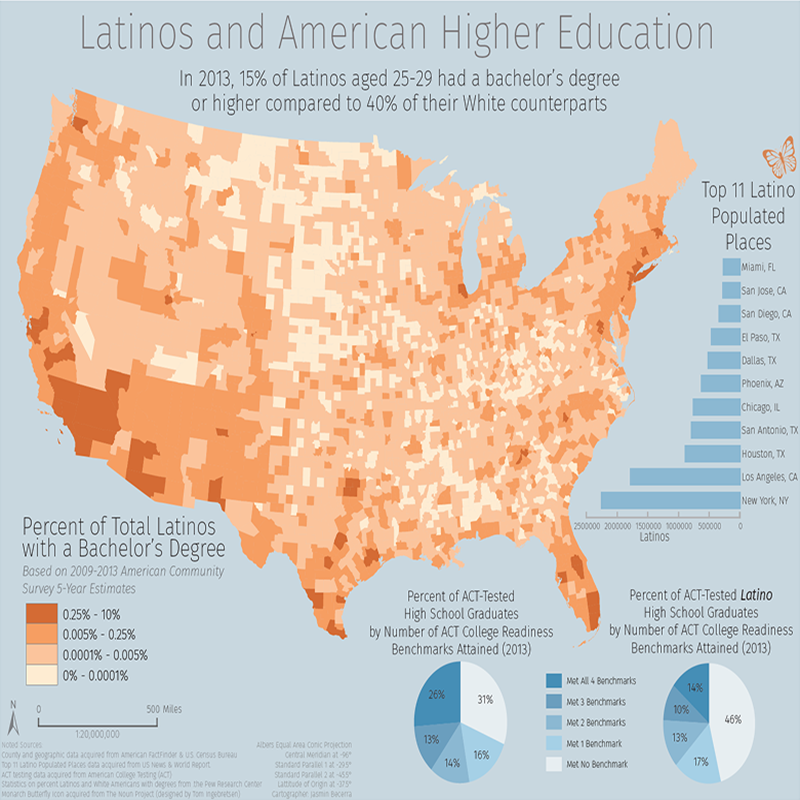 Latinos and American Higher Education
In 2013, 15% of Latinos aged 25-29 had a bachelor's degree
or higher compared to 40% of their White counterparts
Top 11 Latino
Populated
Places
Miami, FL
San Jose, CA
San Diego, CA
El Paso, TX
Dallas, TX
Phoenix, AZ
Chicago, IL
San Antonio, TX
Houston, TX
Los Angeles, CA
New York, NY
2500000 2000000 1500000 1000000 500000 0
Latinos
Percent of Total Latinos
with a Bachelor's Degree
Based on 2009-2013 American Community
Survey 5-Year Estimates
0.25% - 10%
0.005% - 0.25%
0.0001% - 0.005%
0% - 0.0001%
N
0 500 Miles
1:20,000,000
Noted Sources:
County and geographic data acquired from American FactFinder & U.S. Census Bureau
Top 11 Latino Populated Places data acquired from US News & World Report
ACT testing data acquired from American College Testing (ACT)
Statistics on percent Latinos and White Americans with degrees from the Pew Research Center
Monarch Butterfly Icon acquired from The Noun Project (designed by Tom Ingebretsen)
Albers Equal Area Conic Projection
Central Meridian at -96°
Standard Parallel 1 at -29.5°
Standard Parallel 2 at -45.5°
Latitude of Origin at -37.5°
Cartographer Jasmin Becerra
Percent of ACT-Tested
High School Graduates
by Number of ACT College Readiness
Benchmarks Attained (2013)
26%
31%
13%
14%
16%
Met All 4 Benchmarks
Met 3 Benchmarks
Met 2 Benchmarks
Met 1 Benchmark
Met No Benchmark
Percent of ACT-Tested Latino
High School Graduates
by Number of ACT College Readiness
Benchmarks Attained (2013)
14%
10%
46%
13%
17%